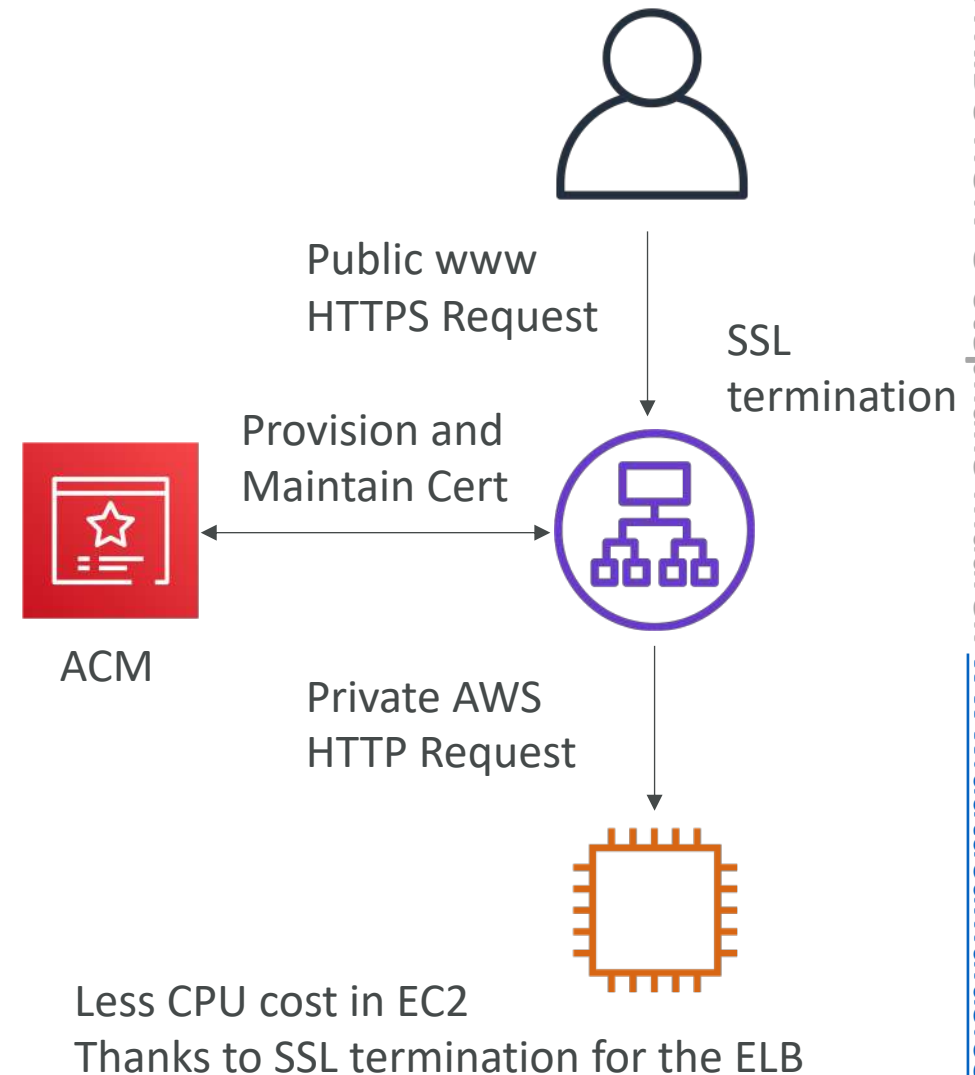 Public www
HTTPS Request
SSL
termination
Provision and
Maintain Cert
ACM
Private AWS
HTTP Request
Less CPU cost in EC2
Thanks to SSL termination for the ELB